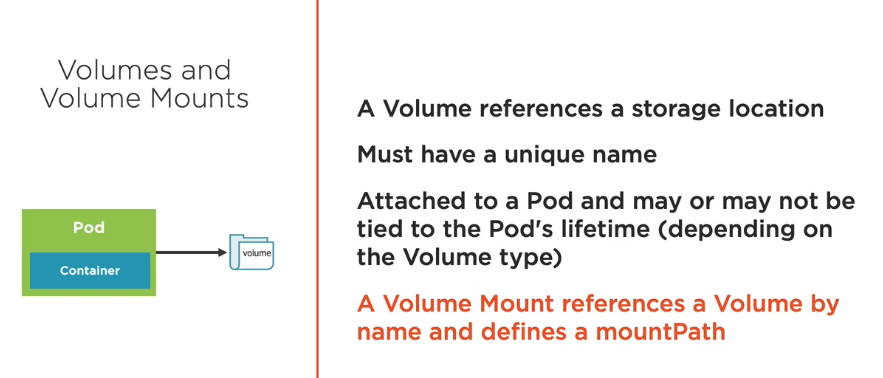 Volumes and
Volume Mounts
Pod
Container
volume
A Volume references a storage location
Must have a unique name
Attached to a Pod and may or may not be
tied to the Pod's lifetime (depending on
the Volume type)
A Volume Mount references a Volume by
name and defines a mountPath